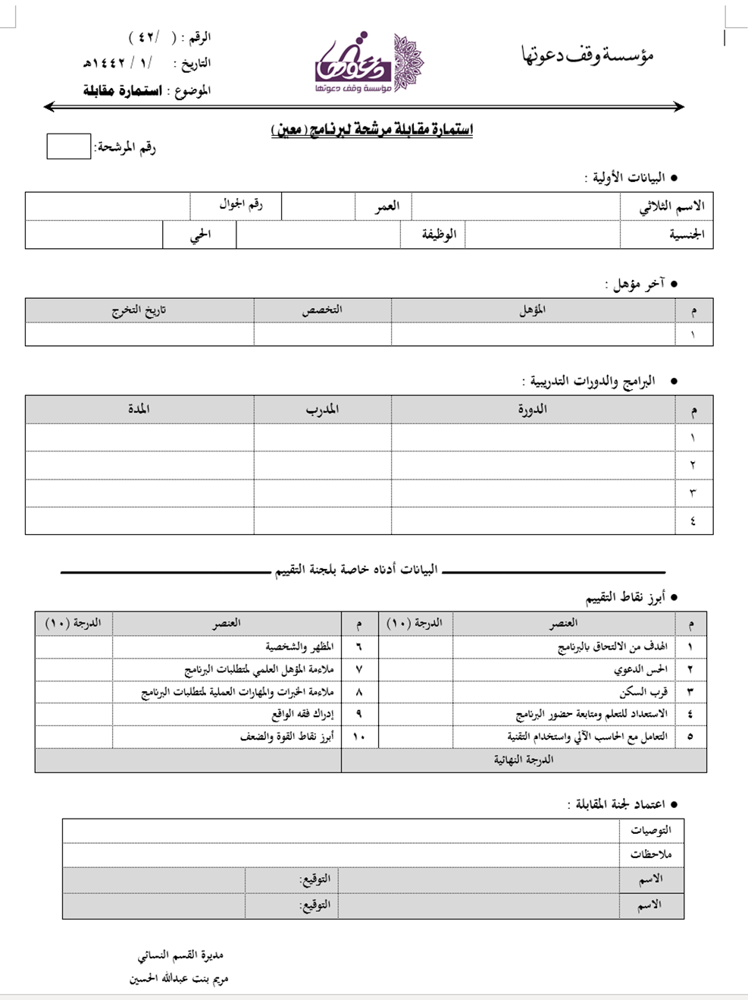 مؤسسة وقف دعوتها
دعوتها
مؤسسة وقف دعوتها
الرقم : ( /٤٢ )
التاريخ : / ١ / ١٤٤٢هـ
الموضوع : استمارة مقابلة
استمارة مقابلة مرشحة لبرنامج ( معين )
رقم المرشحة:
● البيانات الأولية :
الاسم الثلاثي العمر رقم الجوال
الجنسية الوظيفة الحي
● آخر مؤهل :
م المؤهل التخصص تاريخ التخرج
١
● البرامج والدورات التدريبية :
م الدورة المدرب المدة
١
٢
٣
٤
البيانات أدناه خاصة بلجنة التقييم
● أبرز نقاط التقييم
م العنصر الدرجة (١٠) م العنصر الدرجة (١٠)
١ الهدف من الالتحاق بالبرنامج ٦ المظهر والشخصية
٢ الحس الدعوي ٧ ملاءمة المؤهل العلمي لمتطلبات البرنامج
٣ قرب السكن ٨ ملاءمة الخبرات والمهارات العملية لمتطلبات البرنامج
٤ الاستعداد للتعلم ومتابعة حضور البرنامج ٩ إدراك فقه الواقع
٥ التعامل مع الحاسب الآلي واستخدام التقنية ١٠ أبرز نقاط القوة والضعف
الدرجة النهائية
● اعتماد لجنة المقابلة :
التوصيات
ملاحظات
الاسم التوقيع:
الاسم التوقيع:
مديرة القسم النسائي
مريم بنت عبدالله الحسين